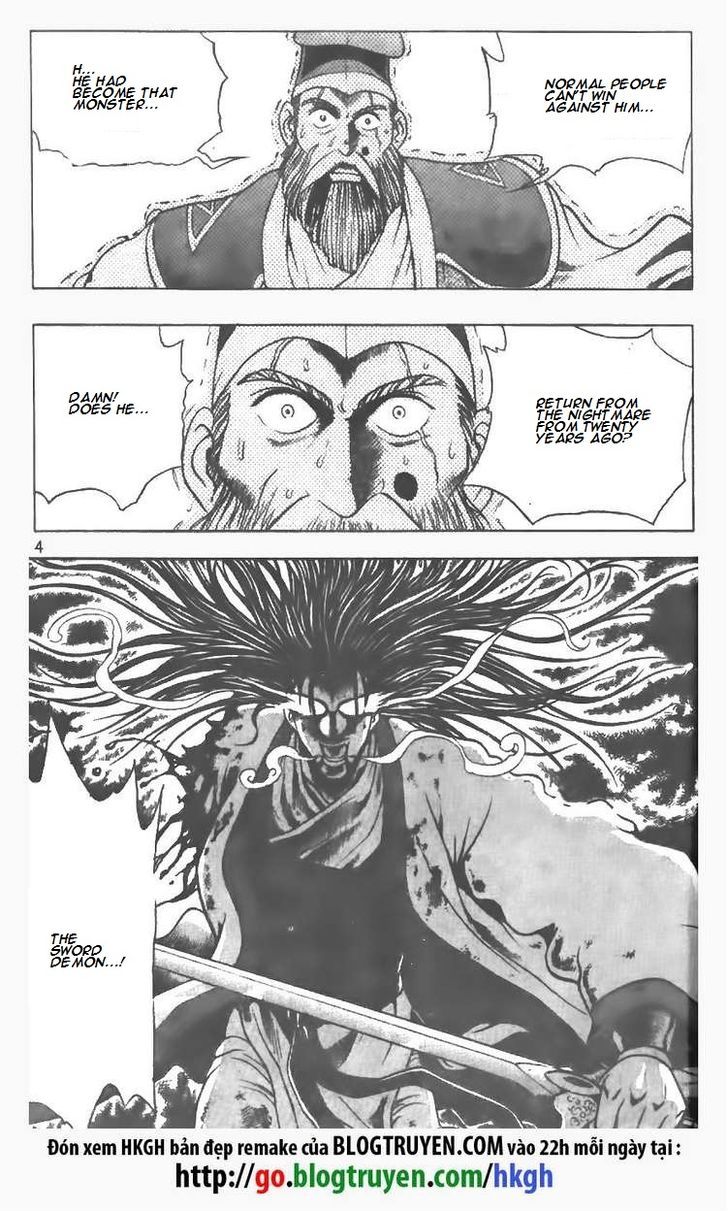 NORMAL PEOPLE
CAN'T WIN
AGAINST HIM...
H...
HE HAD
BECOME THAT
MONSTER...
RETURN FROM
THE NIGHTMARE
FROM TWENTY
YEARS AGO?
DAMN!
DOES HE...
4
THE
SWORD
DEMON...!
Đón xem HKGH bản đẹp remake của BLOGTRUYEN.COM vào 22h mỗi ngày tại :
http://go.blogtruyen.com/hkgh